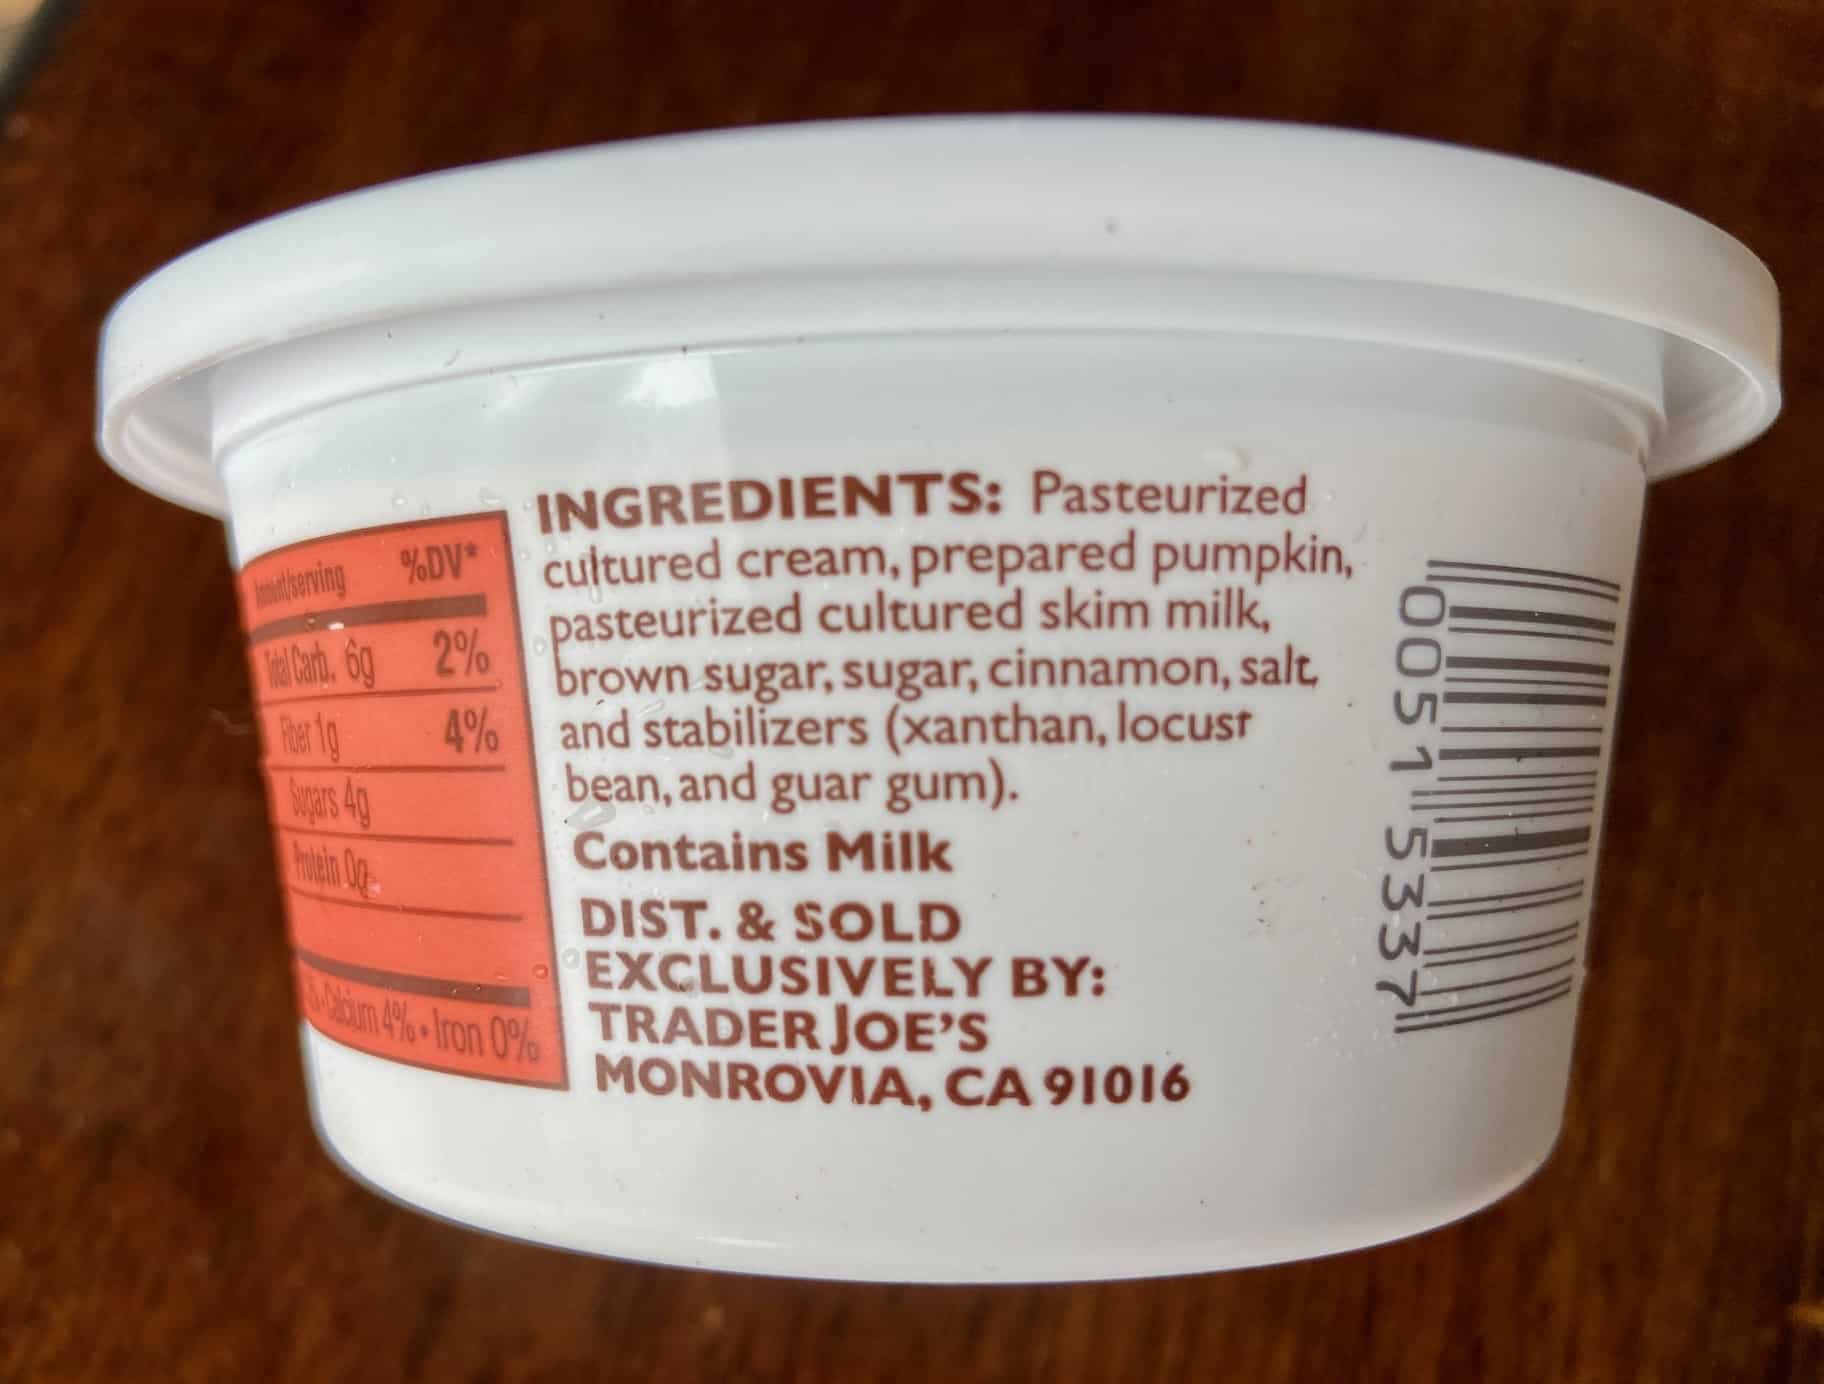 Amount/serving %DV*
Total Carb. 6g 2%
Fiber 1g 4%
Sugars 4g
Protein 0g
Calcium 4% • Iron 0%
INGREDIENTS: Pasteurized
cultured cream, prepared pumpkin,
pasteurized cultured skim milk,
brown sugar, sugar, cinnamon, salt,
and stabilizers (xanthan, locust
bean, and guar gum).
Contains Milk
DIST. & SOLD
EXCLUSIVELY BY:
TRADER JOE'S
MONROVIA, CA 91016
0051 5337